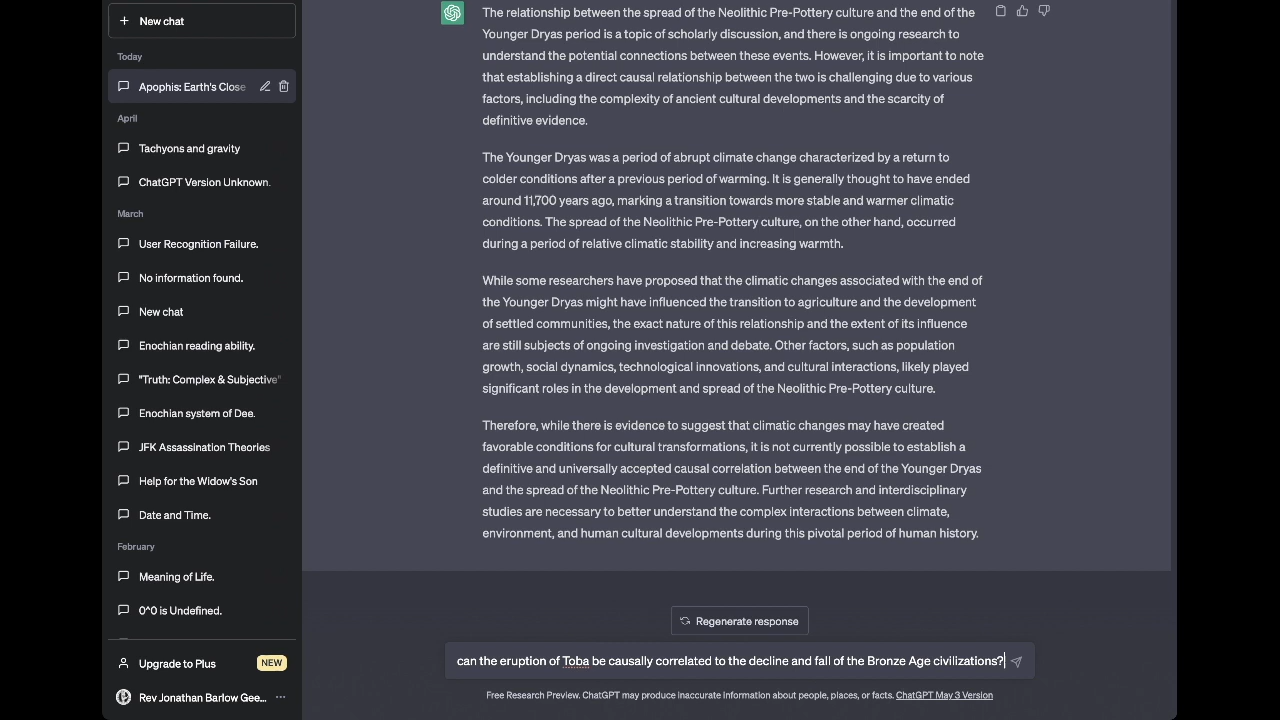 New chat
Today
Apophis: Earth's Close
April
Tachyons and gravity
ChatGPT Version Unknown.
March
User Recognition Failure.
No information found.
New chat
Enochian reading ability.
"Truth: Complex & Subjective"
Enochian system of Dee.
JFK Assassination Theories
Help for the Widow's Son
Date and Time.
February
Meaning of Life.
0^0 is Undefined.
Upgrade to Plus
NEW
Rev Jonathan Barlow Gee...
The relationship between the spread of the Neolithic Pre-Pottery culture and the end of the
Younger Dryas period is a topic of scholarly discussion, and there is ongoing research to
understand the potential connections between these events. However, it is important to note
that establishing a direct causal relationship between the two is challenging due to various
factors, including the complexity of ancient cultural developments and the scarcity of
definitive evidence.
The Younger Dryas was a period of abrupt climate change characterized by a return to
colder conditions after a previous period of warming. It is generally thought to have ended
around 11,700 years ago, marking a transition towards more stable and warmer climatic
conditions. The spread of the Neolithic Pre-Pottery culture, on the other hand, occurred
during a period of relative climatic stability and increasing warmth.
While some researchers have proposed that the climatic changes associated with the end of
the Younger Dryas might have influenced the transition to agriculture and the development
of settled communities, the exact nature of this relationship and the extent of its influence
are still subjects of ongoing investigation and debate. Other factors, such as population
growth, social dynamics, technological innovations, and cultural interactions, likely played
significant roles in the development and spread of the Neolithic Pre-Pottery culture.
Therefore, while there is evidence to suggest that climatic changes may have created
favorable conditions for cultural transformations, it is not currently possible to establish a
definitive and universally accepted causal correlation between the end of the Younger Dryas
and the spread of the Neolithic Pre-Pottery culture. Further research and interdisciplinary
studies are necessary to better understand the complex interactions between climate,
environment, and human cultural developments during this pivotal period of human history.
Regenerate response
can the eruption of Toba be causally correlated to the decline and fall of the Bronze Age civilizations?
Free Research Preview. ChatGPT may produce inaccurate information about people, places, or facts. ChatGPT May 3 Version